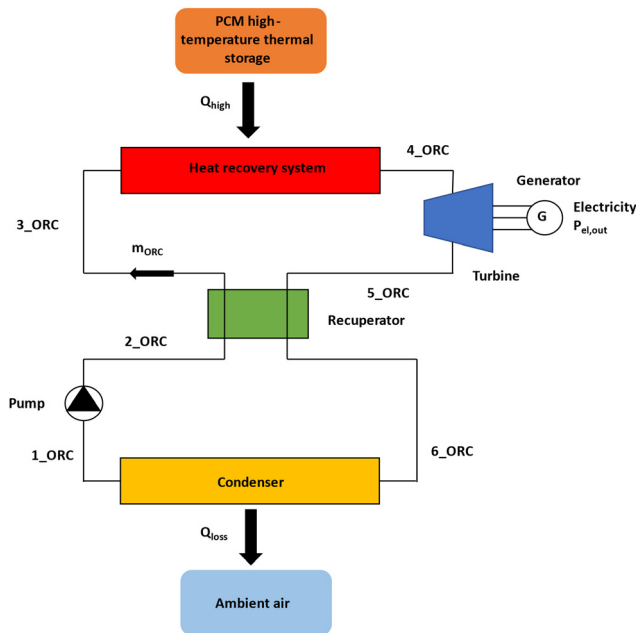 PCM high-
temperature thermal
storage
Qhigh
4_ORC
Heat recovery system
Generator
Electricity
G
Pel,out
3_ORC
mORC
Turbine
5_ORC
Recuperator
2_ORC
Pump
1_ORC
6_ORC
Condenser
Qloss
Ambient air